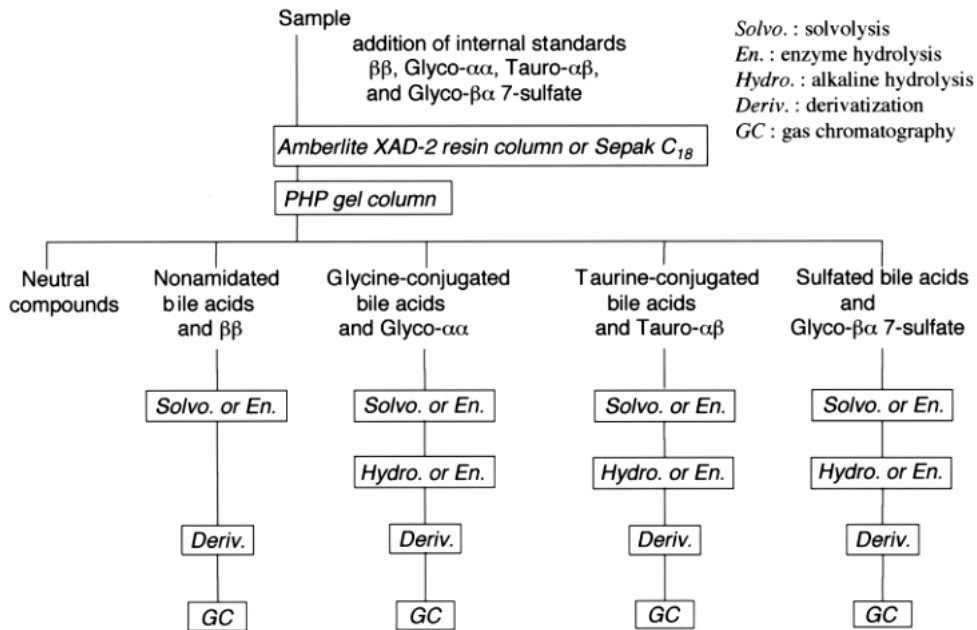 Sample
addition of internal standards
ββ, Glyco-αα, Tauro-αβ,
and Glyco-βα 7-sulfate
Solvo. : solvolysis
En. : enzyme hydrolysis
Hydro. : alkaline hydrolysis
Deriv. : derivatization
GC : gas chromatography
Amberlite XAD-2 resin column or Sepak C18
PHP gel column
Neutral
compounds
Nonamidated
bile acids
and ββ
Glycine-conjugated
bile acids
and Glyco-αα
Taurine-conjugated
bile acids
and Tauro-αβ
Sulfated bile acids
and
Glyco-βα 7-sulfate
Solvo. or En.
Solvo. or En.
Solvo. or En.
Solvo. or En.
Hydro. or En.
Hydro. or En.
Hydro. or En.
Deriv.
Deriv.
Deriv.
Deriv.
GC
GC
GC
GC